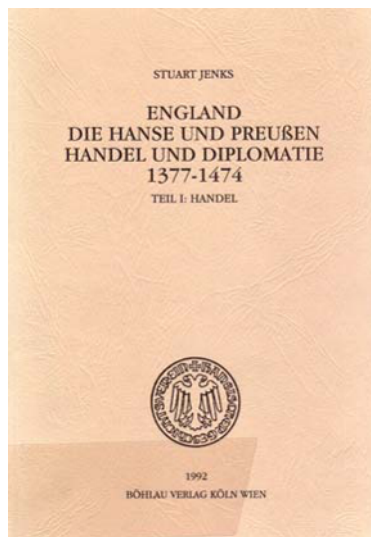 STUART JENKS
ENGLAND
DIE HANSE UND PREUßEN
HANDEL UND DIPLOMATIE
1377-1474
TEIL I: HANDEL
1992
BÖHLAU VERLAG KÖLN WIEN